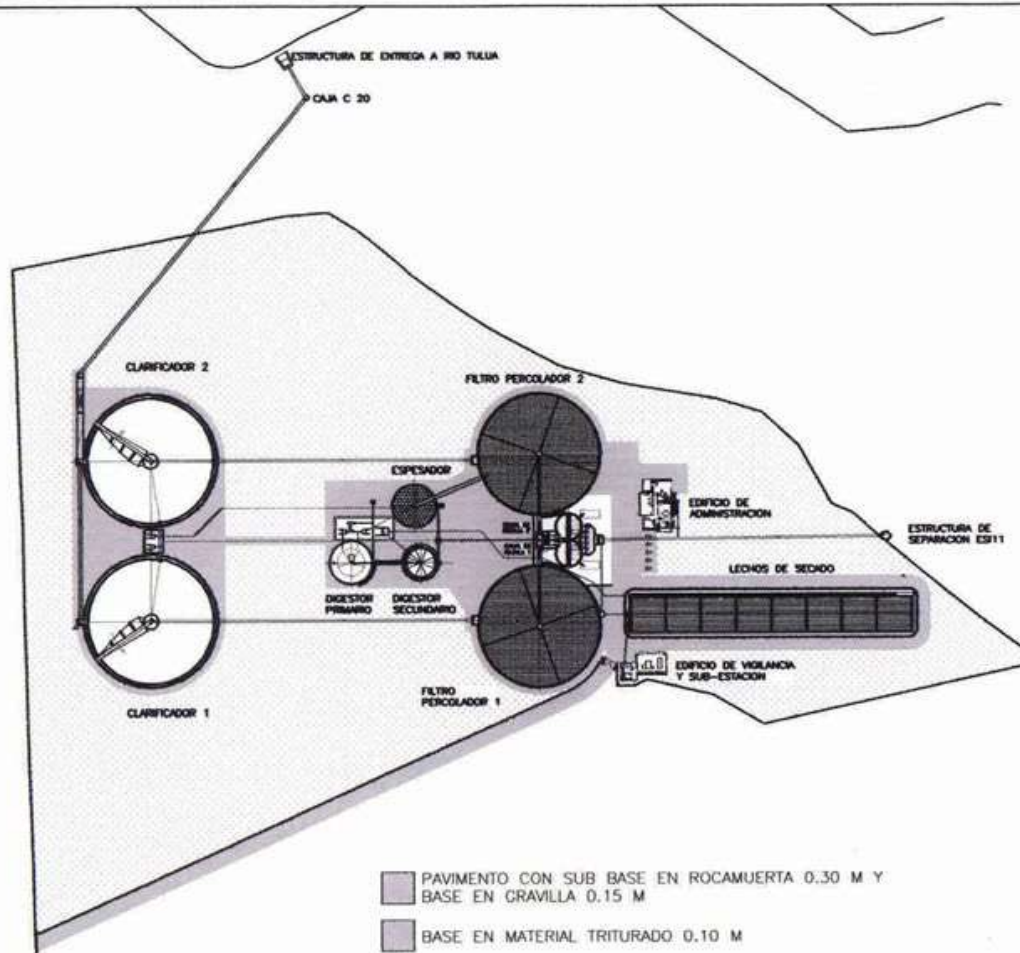 ESTRUCTURA DE ENTREGA A RIO TULUA
CAJA C 20
CLARIFICADOR 2
FILTRO PERCOLADOR 2
ESPESADOR
EDIFICIO DE
ADMINISTRACION
ESTRUCTURA DE
SEPARACION ESI11
LECHOS DE SECADO
DIGESTOR
PRIMARIO
DIGESTOR
SECUNDARIO
EDIFICIO DE VIGILANCIA
Y SUB-ESTACION
FILTRO
PERCOLADOR 1
CLARIFICADOR 1
PAVIMENTO CON SUB BASE EN ROCAMUERTA 0.30 M Y
BASE EN GRAVILLA 0.15 M
BASE EN MATERIAL TRITURADO 0.10 M